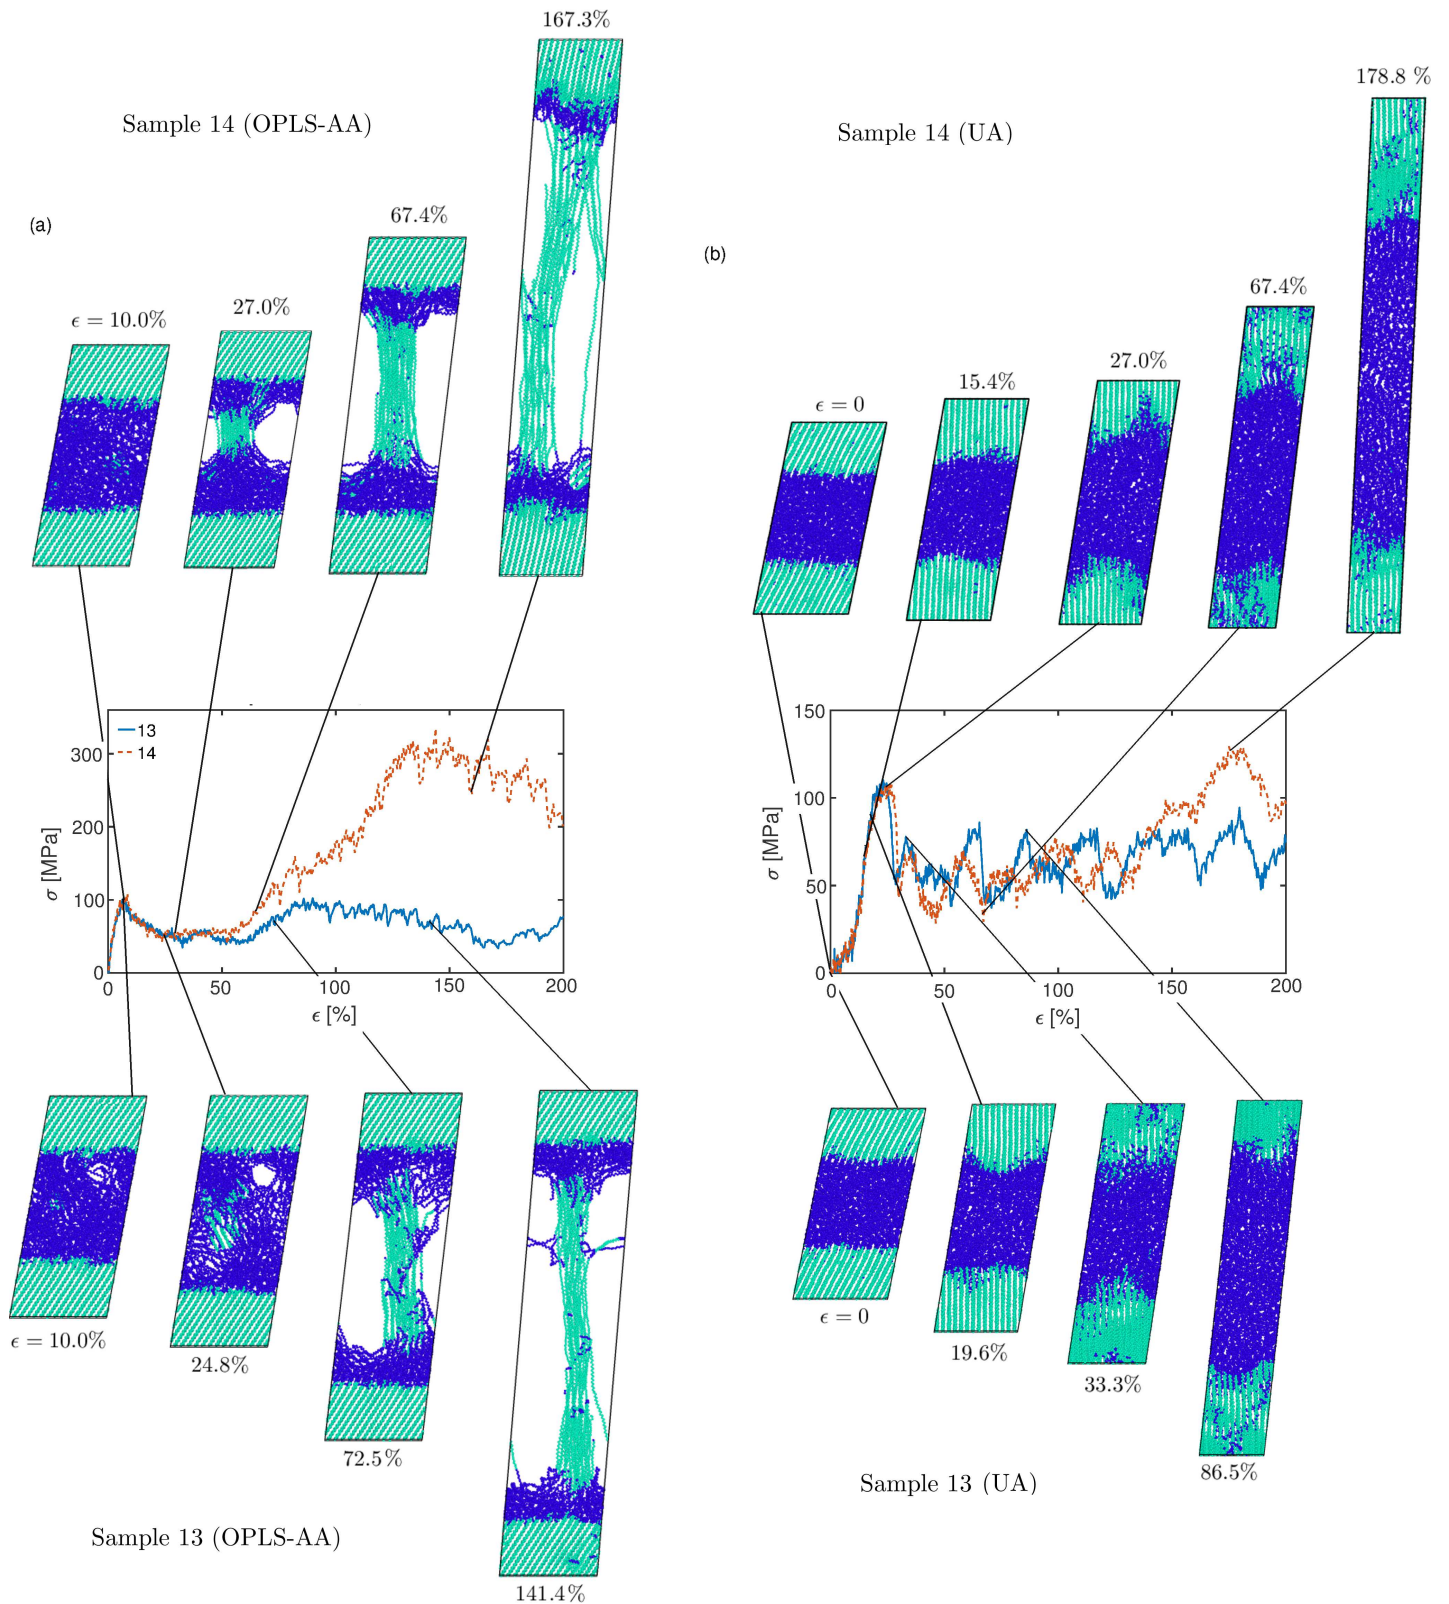 167.3%
Sample 14 (OPLS-AA)
67.4%
(a)
27.0%
ϵ = 10.0%
300
200
100
0
σ [MPa]
13
14
0
50
100
150
200
ϵ [%]
ϵ = 10.0%
24.8%
72.5%
141.4%
Sample 13 (OPLS-AA)
178.8 %
Sample 14 (UA)
(b)
67.4%
27.0%
15.4%
ϵ = 0
150
100
50
0
σ [MPa]
0
50
100
150
200
ϵ [%]
ϵ = 0
19.6%
33.3%
86.5%
Sample 13 (UA)